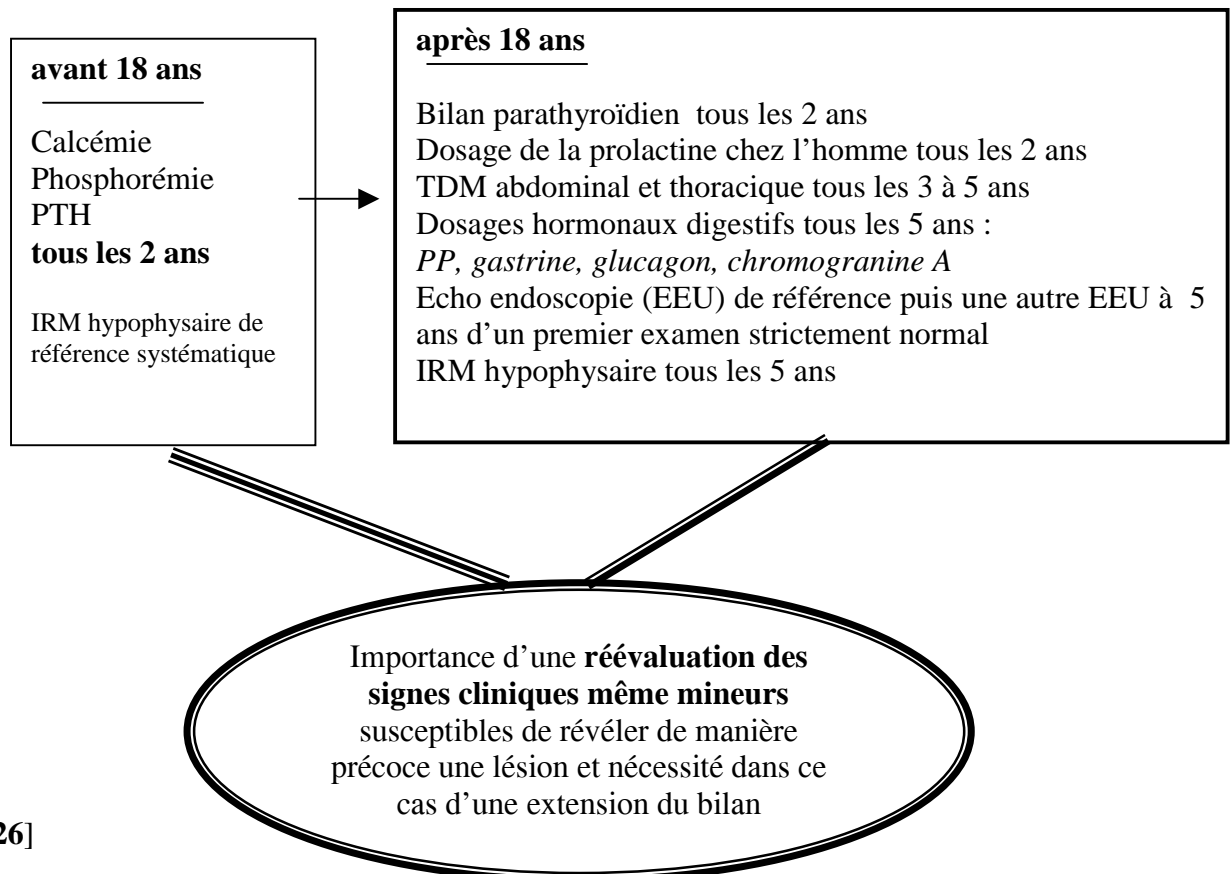 avant 18 ans
Calcémie
Phosphorémie
PTH
tous les 2 ans
IRM hypophysaire de
référence systématique
après 18 ans
Bilan parathyroïdien tous les 2 ans
Dosage de la prolactine chez l’homme tous les 2 ans
TDM abdominal et thoracique tous les 3 à 5 ans
Dosages hormonaux digestifs tous les 5 ans :
PP, gastrine, glucagon, chromogranine A
Echo endoscopie (EEU) de référence puis une autre EEU à 5
ans d’un premier examen strictement normal
IRM hypophysaire tous les 5 ans
Importance d’une réévaluation des
signes cliniques même mineurs
susceptibles de révéler de manière
précoce une lésion et nécessité dans ce
cas d’une extension du bilan
26]